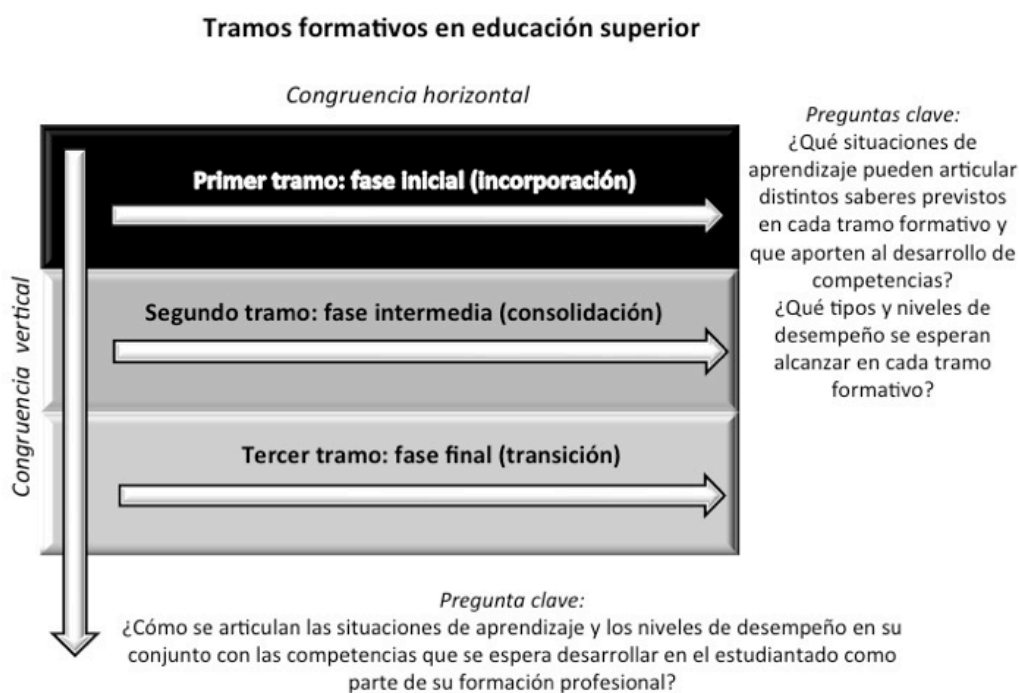 Tramos formativos en educación superior
Congruencia horizontal
Primer tramo: fase inicial (incorporación)
Segundo tramo: fase intermedia (consolidación)
Tercer tramo: fase final (transición)
Congruencia vertical
Preguntas clave:
¿Qué situaciones de
aprendizaje pueden articular
distintos saberes previstos
en cada tramo formativo y
que aporten al desarrollo de
competencias?
¿Qué tipos y niveles de
desempeño se esperan
alcanzar en cada tramo
formativo?
Pregunta clave:
¿Cómo se articulan las situaciones de aprendizaje y los niveles de desempeño en su
conjunto con las competencias que se espera desarrollar en el estudiantado como
parte de su formación profesional?